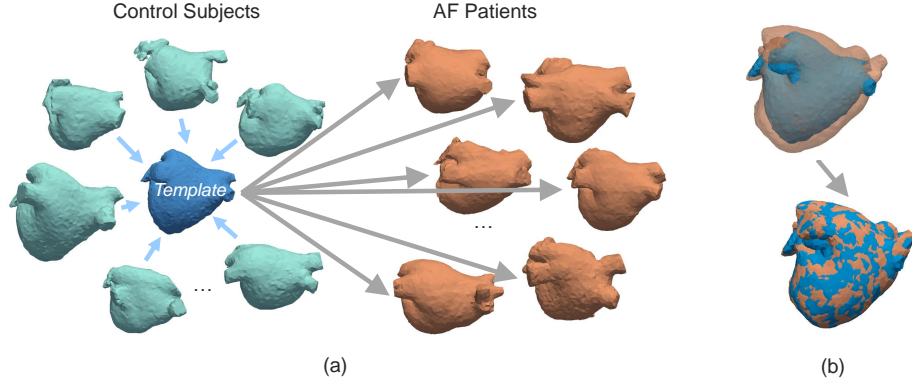 Control Subjects
AF Patients
Template
...
...
(a)
(b)